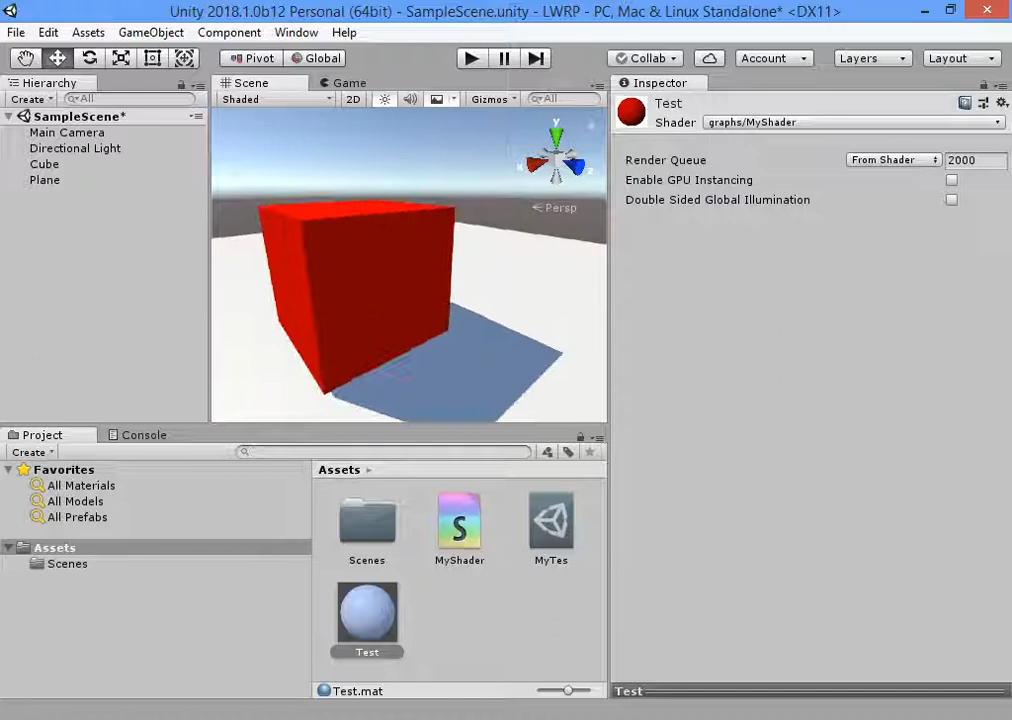 Unity 2018.1.0b12 Personal (64bit) - SampleScene.unity - LWRP - PC, Mac & Linux Standalone* <DX11>
File Edit Assets GameObject Component Window Help
Pivot Global Collab Account Layers Layout
Hierarchy
Create All
SampleScene*
Main Camera
Directional Light
Cube
Plane
Scene Game
Shaded 2D Gizmos All
y
x z
Persp
Inspector
Test
Shader graphs/MyShader
Render Queue From Shader 2000
Enable GPU Instancing
Double Sided Global Illumination
Project Console
Create
Favorites
All Materials
All Models
All Prefabs
Assets
Scenes
Assets
S
Scenes MyShader MyTes
Test
Test.mat
Test